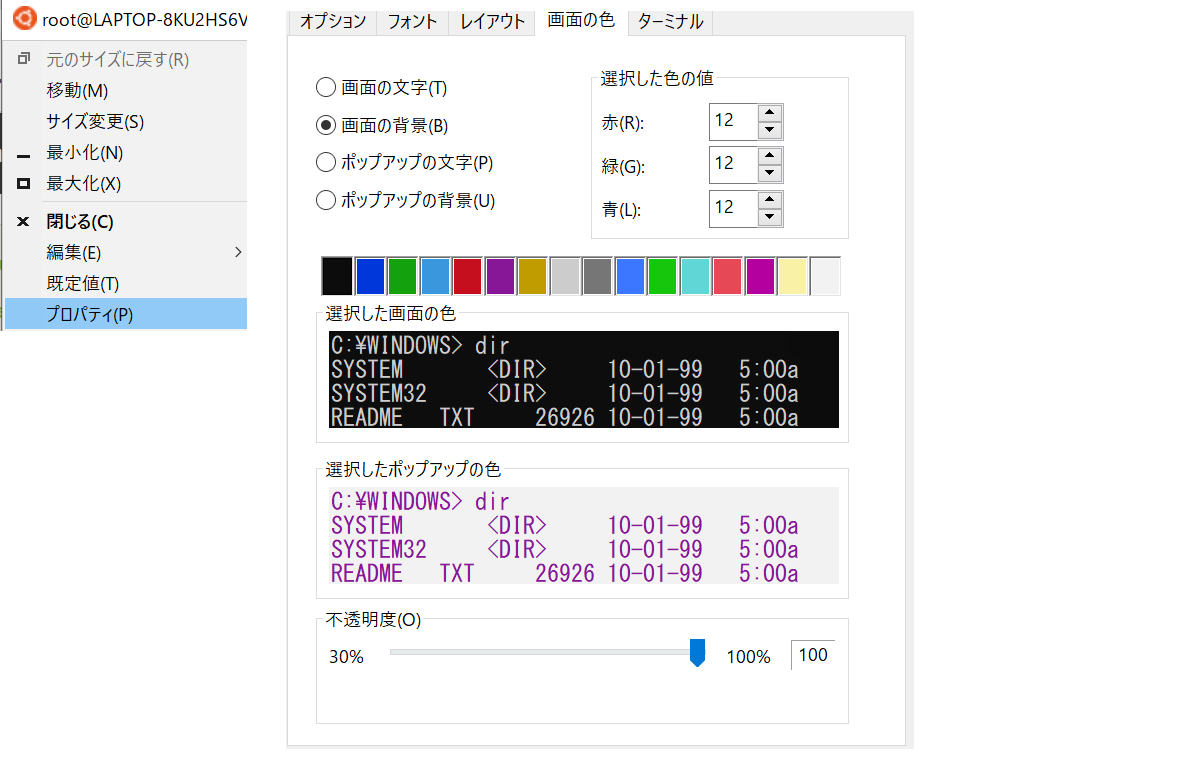 root@LAPTOP-8KU2HS6V
元のサイズに戻す(R)
移動(M)
サイズ変更(S)
最小化(N)
最大化(X)
閉じる(C)
編集(E)
既定値(T)
プロパティ(P)
オプション フォント レイアウト 画面の色 ターミナル
画面の文字(T)
画面の背景(B)
ポップアップの文字(P)
ポップアップの背景(U)
選択した色の値
赤(R): 12
緑(G): 12
青(L): 12
選択した画面の色
C:¥WINDOWS> dir
SYSTEM <DIR> 10-01-99 5:00a
SYSTEM32 <DIR> 10-01-99 5:00a
README TXT 26926 10-01-99 5:00a
選択したポップアップの色
C:¥WINDOWS> dir
SYSTEM <DIR> 10-01-99 5:00a
SYSTEM32 <DIR> 10-01-99 5:00a
README TXT 26926 10-01-99 5:00a
不透明度(O)
30% 100% 100